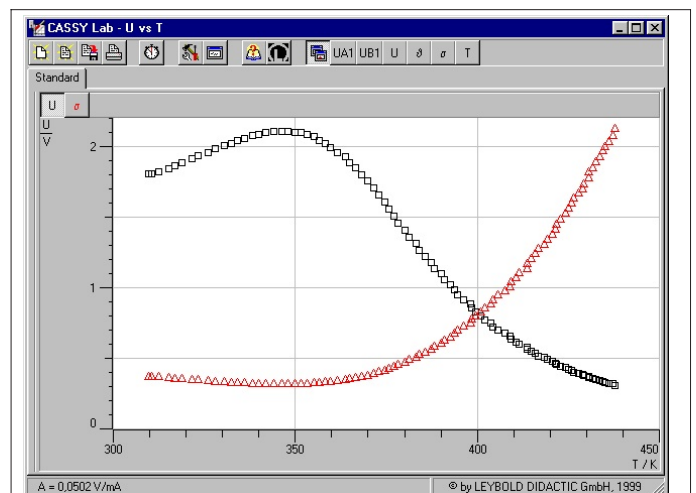 CASSY Lab - U vs T
UA1 UB1 U ϑ σ T
Standard
U σ
U
V
2
1
0
300 350 400 450
T / K
A = 0,0502 V/mA
© by LEYBOLD DIDACTIC GmbH, 1999